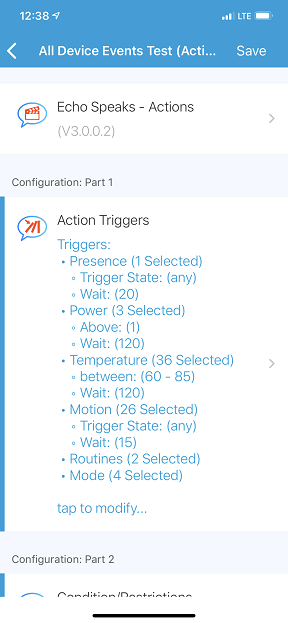 12:38
LTE
All Device Events Test (Acti...
Save
Echo Speaks - Actions
(V3.0.0.2)
Configuration: Part 1
Action Triggers
Triggers:
• Presence (1 Selected)
◦ Trigger State: (any)
◦ Wait: (20)
• Power (3 Selected)
◦ Above: (1)
◦ Wait: (120)
• Temperature (36 Selected)
◦ between: (60 - 85)
◦ Wait: (120)
• Motion (26 Selected)
◦ Trigger State: (any)
◦ Wait: (15)
• Routines (2 Selected)
• Mode (4 Selected)
tap to modify...
Configuration: Part 2
Condition/Restrictions